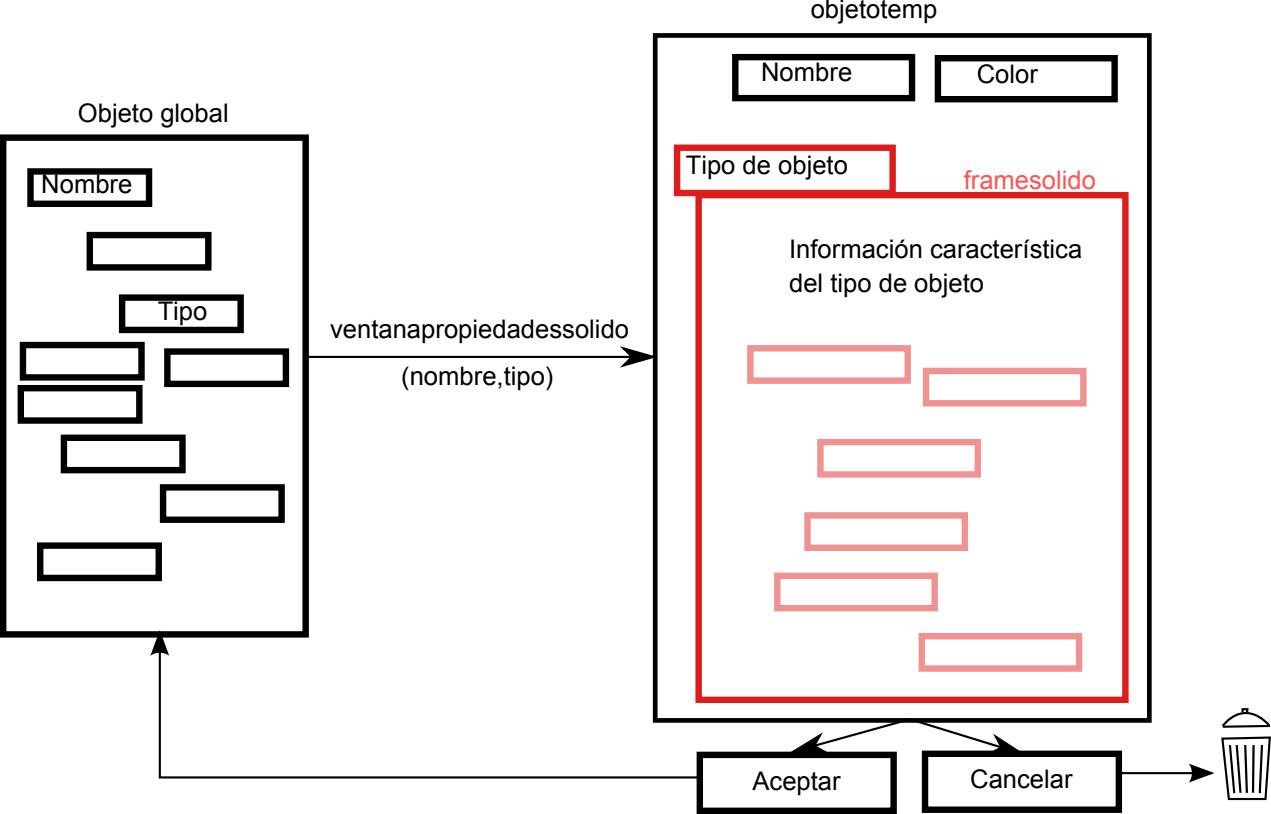 objetotemp
Nombre
Color
Objeto global
Tipo de objeto
framesolido
Nombre
Información característica
del tipo de objeto
Tipo
ventanapropiedadessolido
(nombre,tipo)
Aceptar
Cancelar